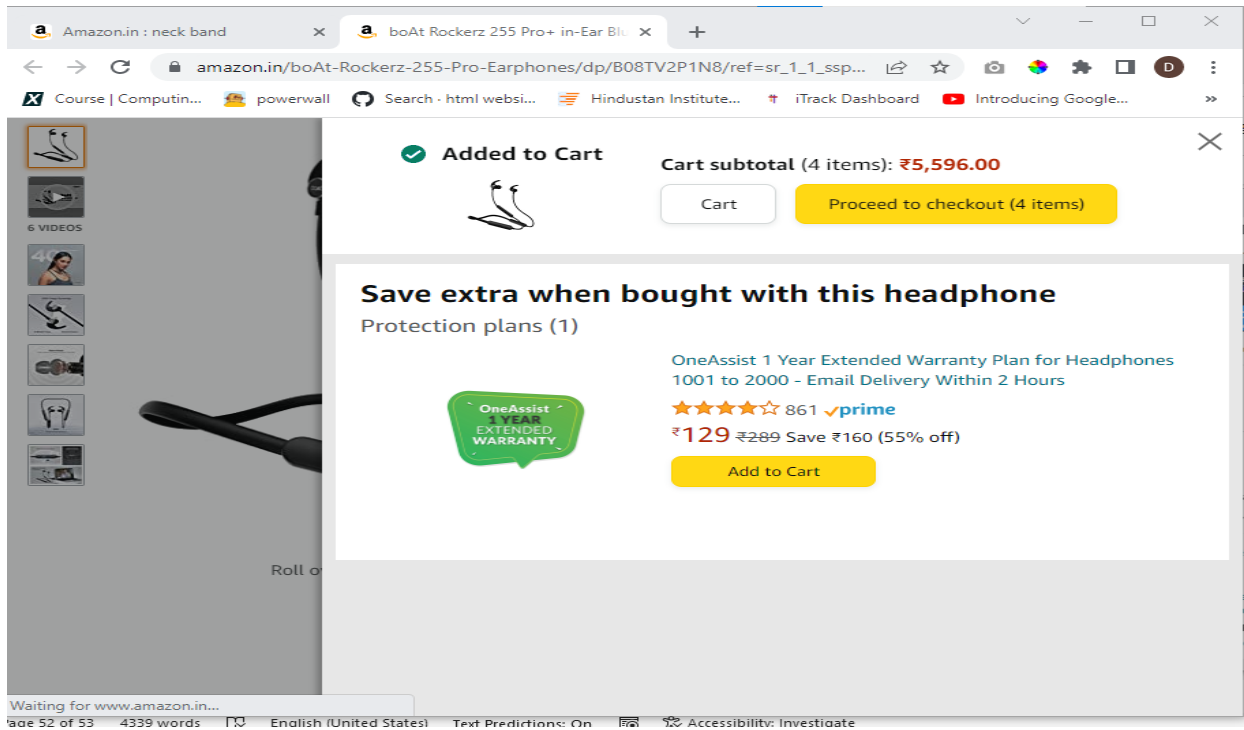 Amazon.in : neck band
boAt Rockerz 255 Pro+ in-Ear Blu
amazon.in/boAt-Rockerz-255-Pro-Earphones/dp/B08TV2P1N8/ref=sr_1_1_ssp...
D
Course | Computin... powerwall Search · html websi... Hindustan Institute... iTrack Dashboard Introducing Google... »
Added to Cart
Cart subtotal (4 items): ₹5,596.00
Cart Proceed to checkout (4 items)
6 VIDEOS
40
Save extra when bought with this headphone
Protection plans (1)
OneAssist 1 Year Extended Warranty Plan for Headphones
1001 to 2000 - Email Delivery Within 2 Hours
861 prime
₹129 ₹289 Save ₹160 (55% off)
Add to Cart
OneAssist
1 YEAR
EXTENDED
WARRANTY
Roll o
Waiting for www.amazon.in...
Page 52 of 53 4339 words English (United States) Text Predictions: On Accessibility: Investigate